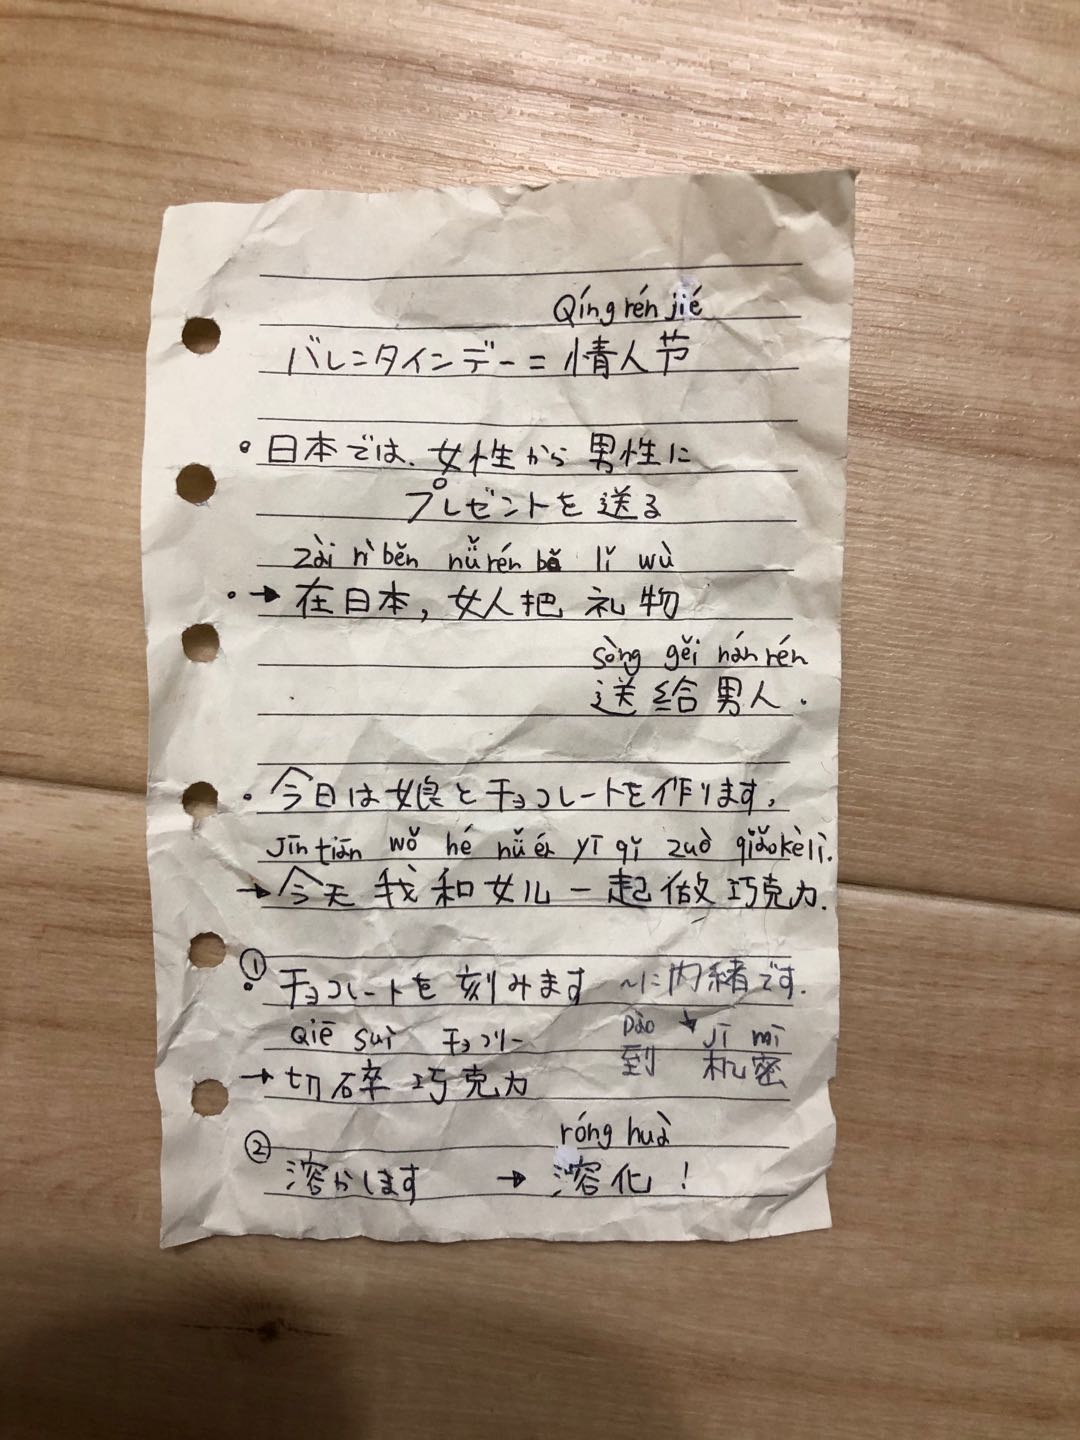 Qíng rén jié
バレンタインデー＝情人节
・日本では、女性から男性に
プレゼントを送る
zài rì běn nǚ rén bǎ lǐ wù
・→在日本，女人把礼物
sòng gěi nán rén
送给男人．
・今日は娘とチョコレートを作ります。
Jīn tiān wǒ hé nǚ ér yī qǐ zuò qiǎokèlì.
→今天我和女儿一起做巧克力.
①・チョコレートを刻みます 〜に内緒です.
Qiē suì チョコリー Dào → jī mì
→切碎巧克力 到 机密
②溶かします → 溶化！
róng huà